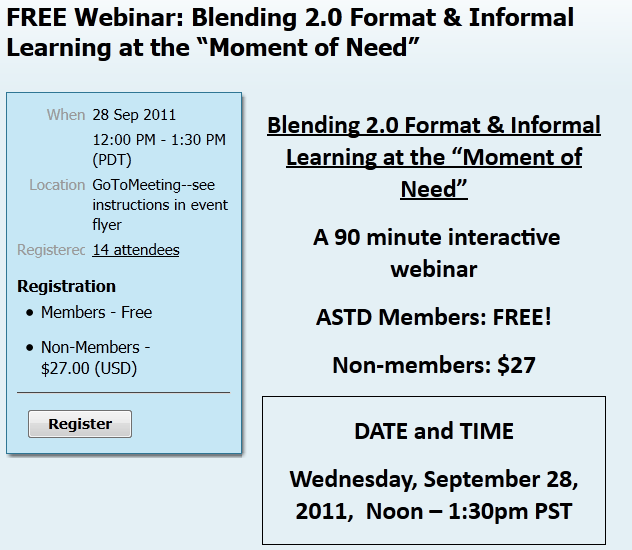 FREE Webinar: Blending 2.0 Format & Informal
Learning at the “Moment of Need”
When 28 Sep 2011
12:00 PM - 1:30 PM
(PDT)
Location GoToMeeting--see
instructions in event
flyer
Registered 14 attendees
Registration
• Members - Free
• Non-Members -
$27.00 (USD)
Register
Blending 2.0 Format & Informal
Learning at the “Moment of
Need”
A 90 minute interactive
webinar
ASTD Members: FREE!
Non-members: $27
DATE and TIME
Wednesday, September 28,
2011, Noon – 1:30pm PST